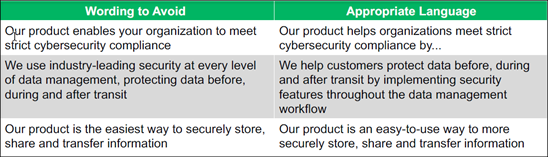 Wording to Avoid
Appropriate Language
Our product enables your organization to meet
strict cybersecurity compliance
Our product helps organizations meet strict
cybersecurity compliance by...
We use industry-leading security at every level
of data management, protecting data before,
during and after transit
We help customers protect data before, during
and after transit by implementing security
features throughout the data management
workflow
Our product is the easiest way to securely store,
share and transfer information
Our product is an easy-to-use way to more
securely store, share and transfer information